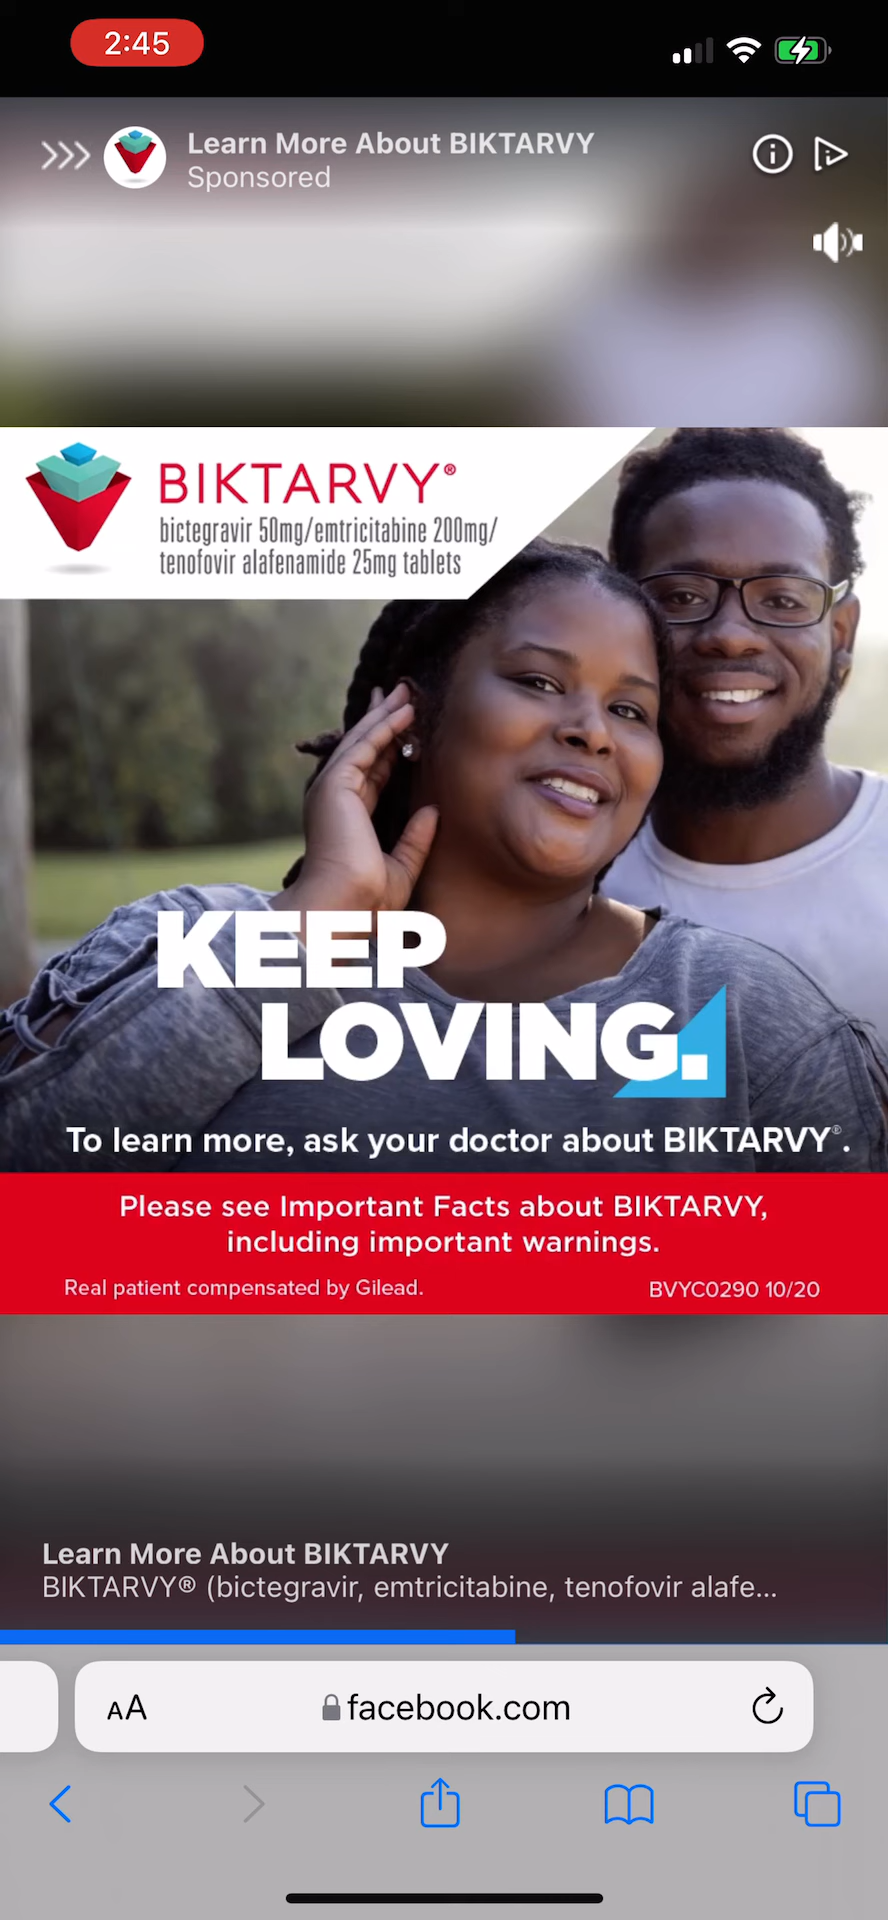 2:45
Learn More About BIKTARVY
Sponsored
BIKTARVY®
bictegravir 50mg/emtricitabine 200mg/
tenofovir alafenamide 25mg tablets
KEEP
LOVING.
To learn more, ask your doctor about BIKTARVY®.
Please see Important Facts about BIKTARVY,
including important warnings.
Real patient compensated by Gilead. BVYC0290 10/20
Learn More About BIKTARVY
BIKTARVY® (bictegravir, emtricitabine, tenofovir alafe...
AA facebook.com